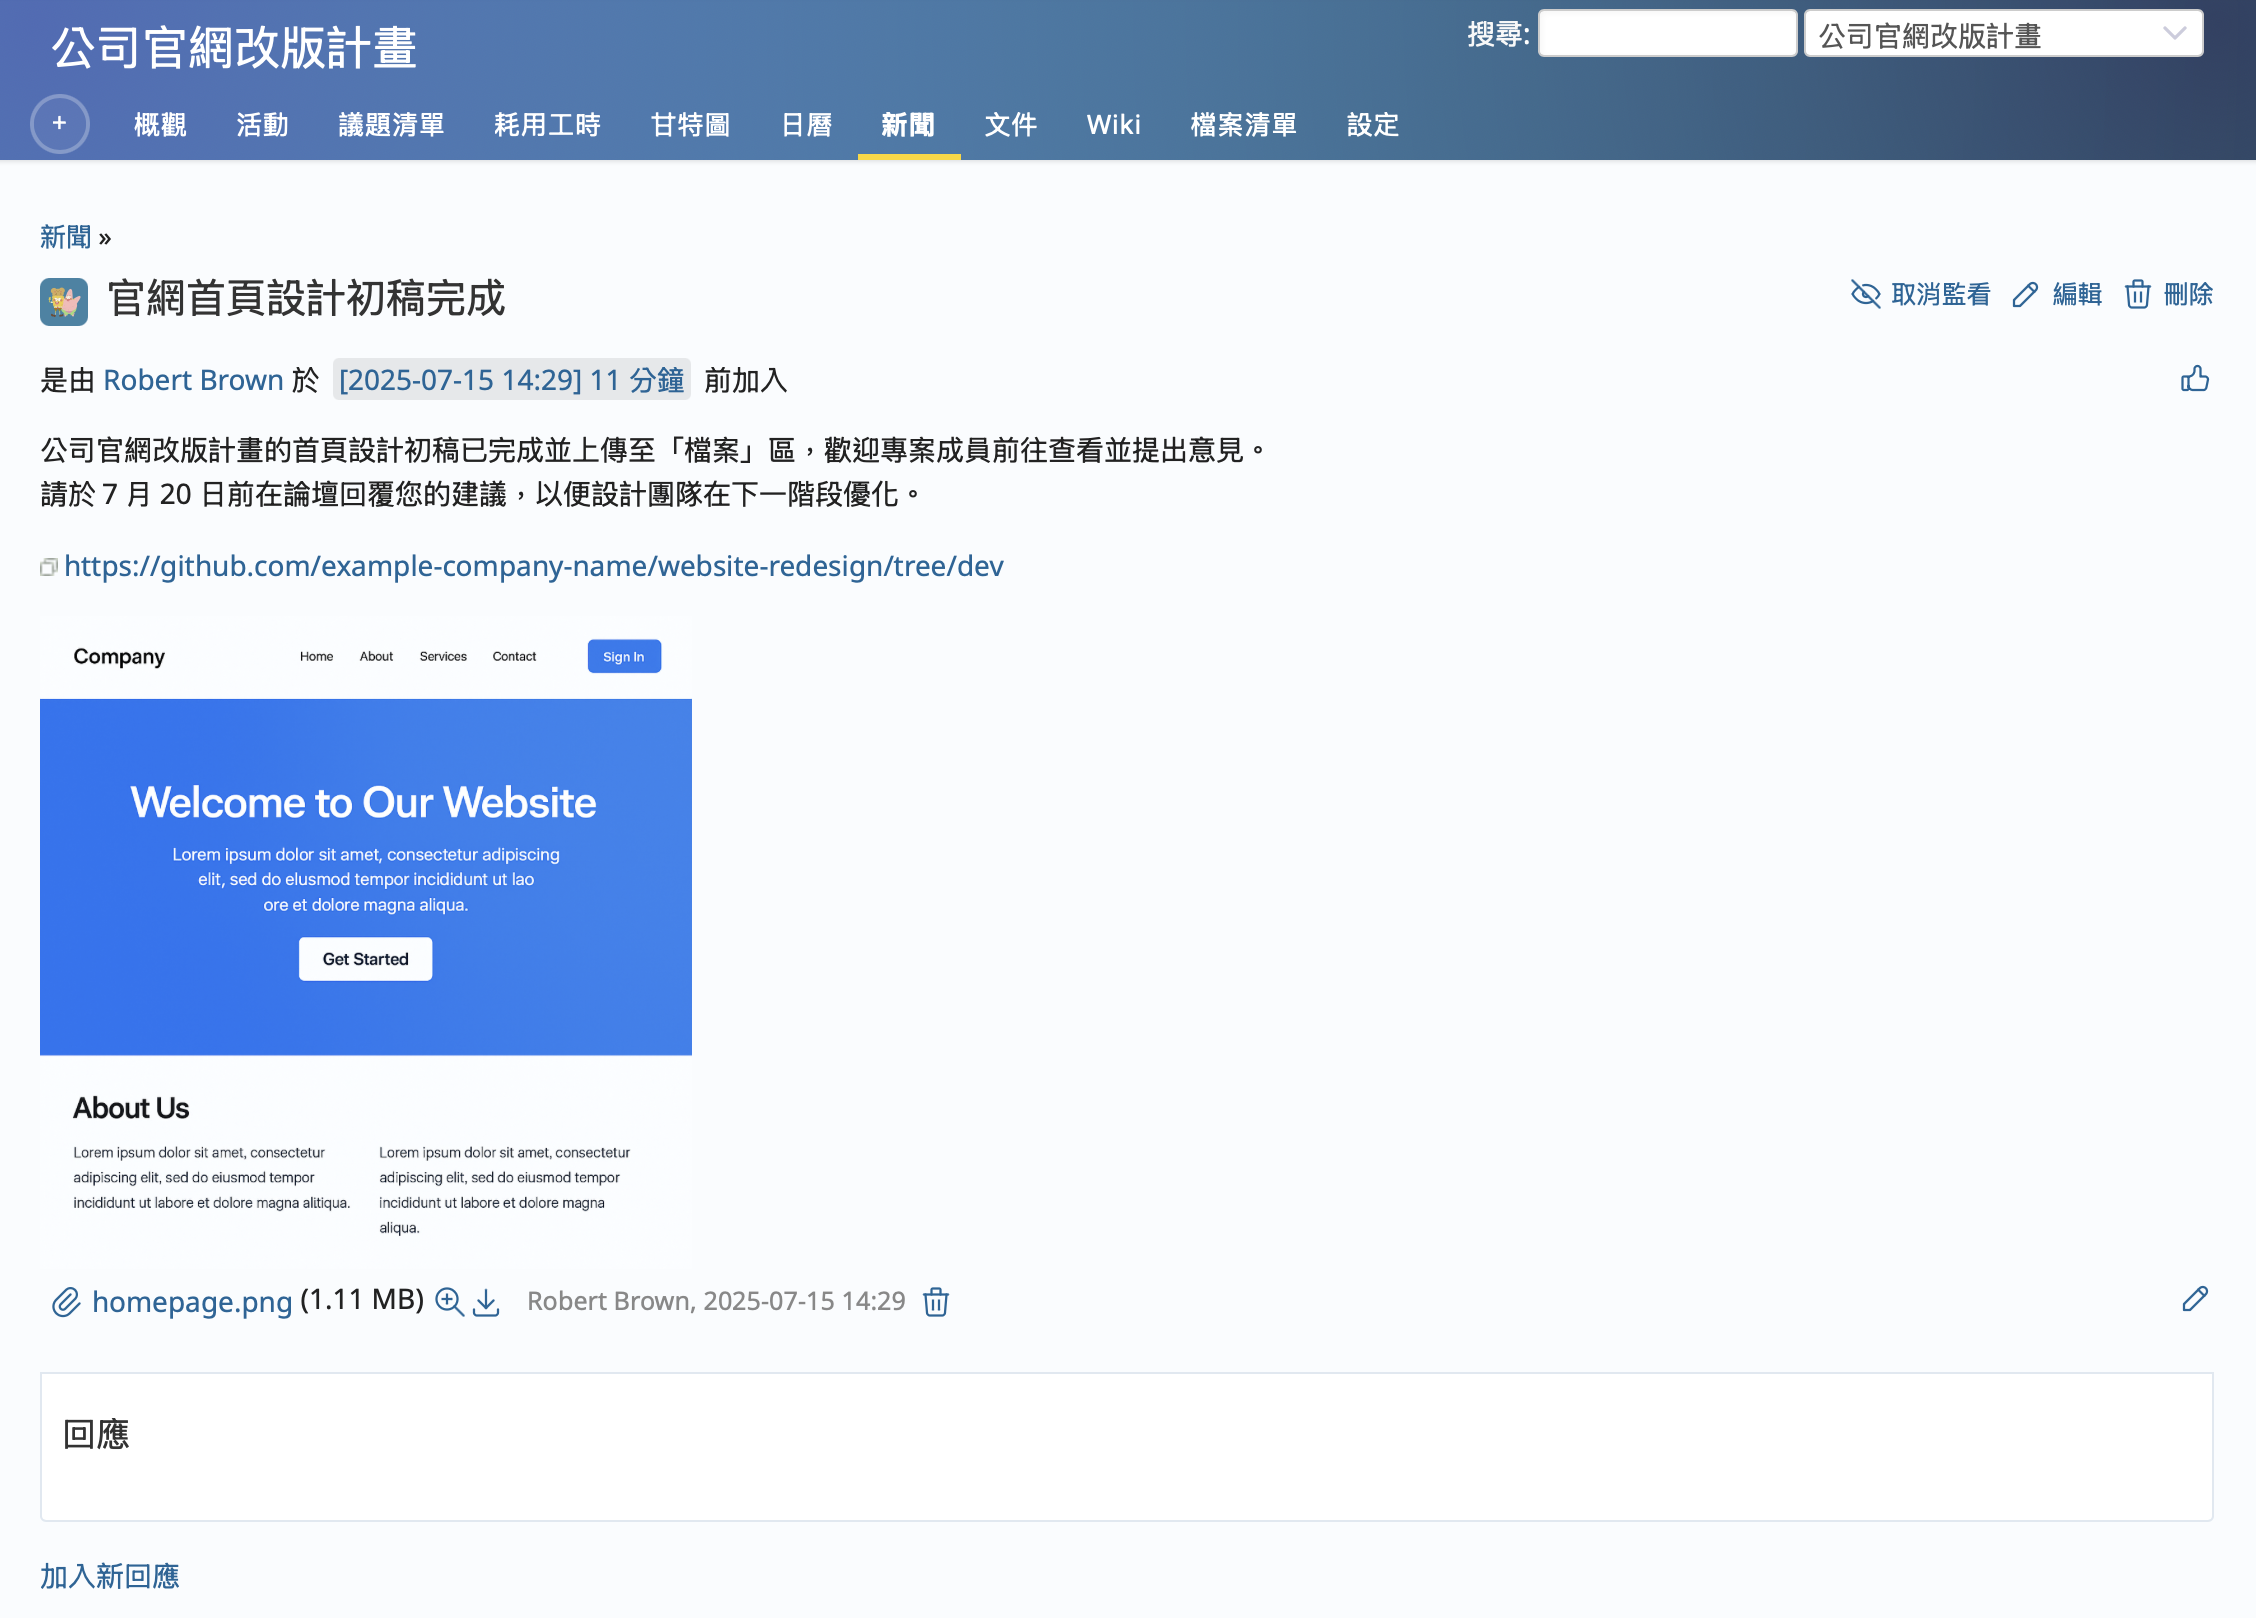 公司官網改版計畫
搜尋:
公司官網改版計畫
+ 概觀 活動 議題清單 耗用工時 甘特圖 日曆 新聞 文件 Wiki 檔案清單 設定
新聞 »
官網首頁設計初稿完成
取消監看 編輯 刪除
是由 Robert Brown 於 [2025-07-15 14:29] 11 分鐘 前加入
公司官網改版計畫的首頁設計初稿已完成並上傳至「檔案」區，歡迎專案成員前往查看並提出意見。
請於 7 月 20 日前在論壇回覆您的建議，以便設計團隊在下一階段優化。
https://github.com/example-company-name/website-redesign/tree/dev
Company Home About Services Contact Sign In
Welcome to Our Website
Lorem ipsum dolor sit amet, consectetur adipiscing
elit, sed do elusmod tempor incididunt ut lao
ore et dolore magna aliqua.
Get Started
About Us
Lorem ipsum dolor sit amet, consectetur
adipiscing elit, sed do eiusmod tempor
incididunt ut labore et dolore magna alitiqua.
Lorem ipsum dolor sit amet, consectetur
adipiscing elit, sed do eiusmod tempor
incididunt ut labore et dolore magna
aliqua.
homepage.png (1.11 MB) Robert Brown, 2025-07-15 14:29
回應
加入新回應